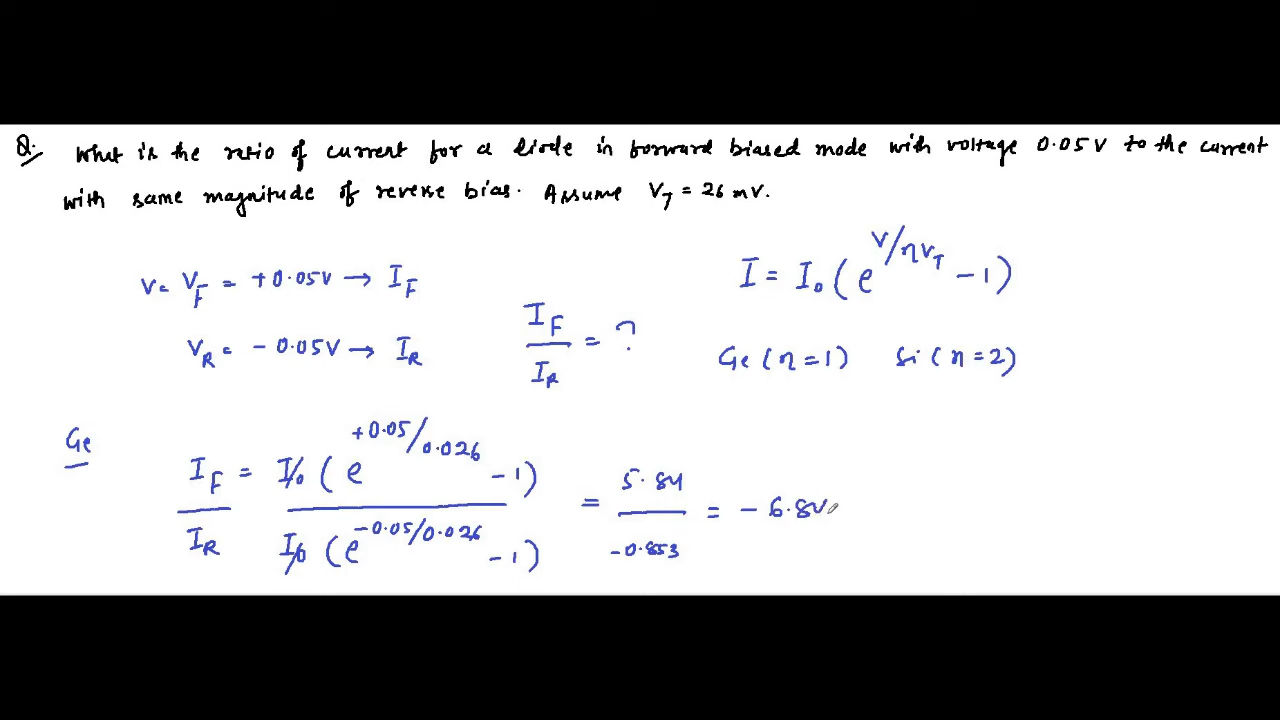 Q. What is the ratio of current for a diode in forward biased mode with voltage 0.05 V to the current
with same magnitude of reverse bias. Assume V_T = 26 mV.
V = V_F = +0.05V → I_F
V_R = -0.05V → I_R
I_F / I_R = ?
I = I_0 (e^{V/ηV_T} - 1)
Ge (η = 1) Si (η = 2)
Ge
I_F / I_R = I_0 (e^{+0.05/0.026} - 1) / I_0 (e^{-0.05/0.026} - 1) = 5.84 / -0.853 = - 6.84